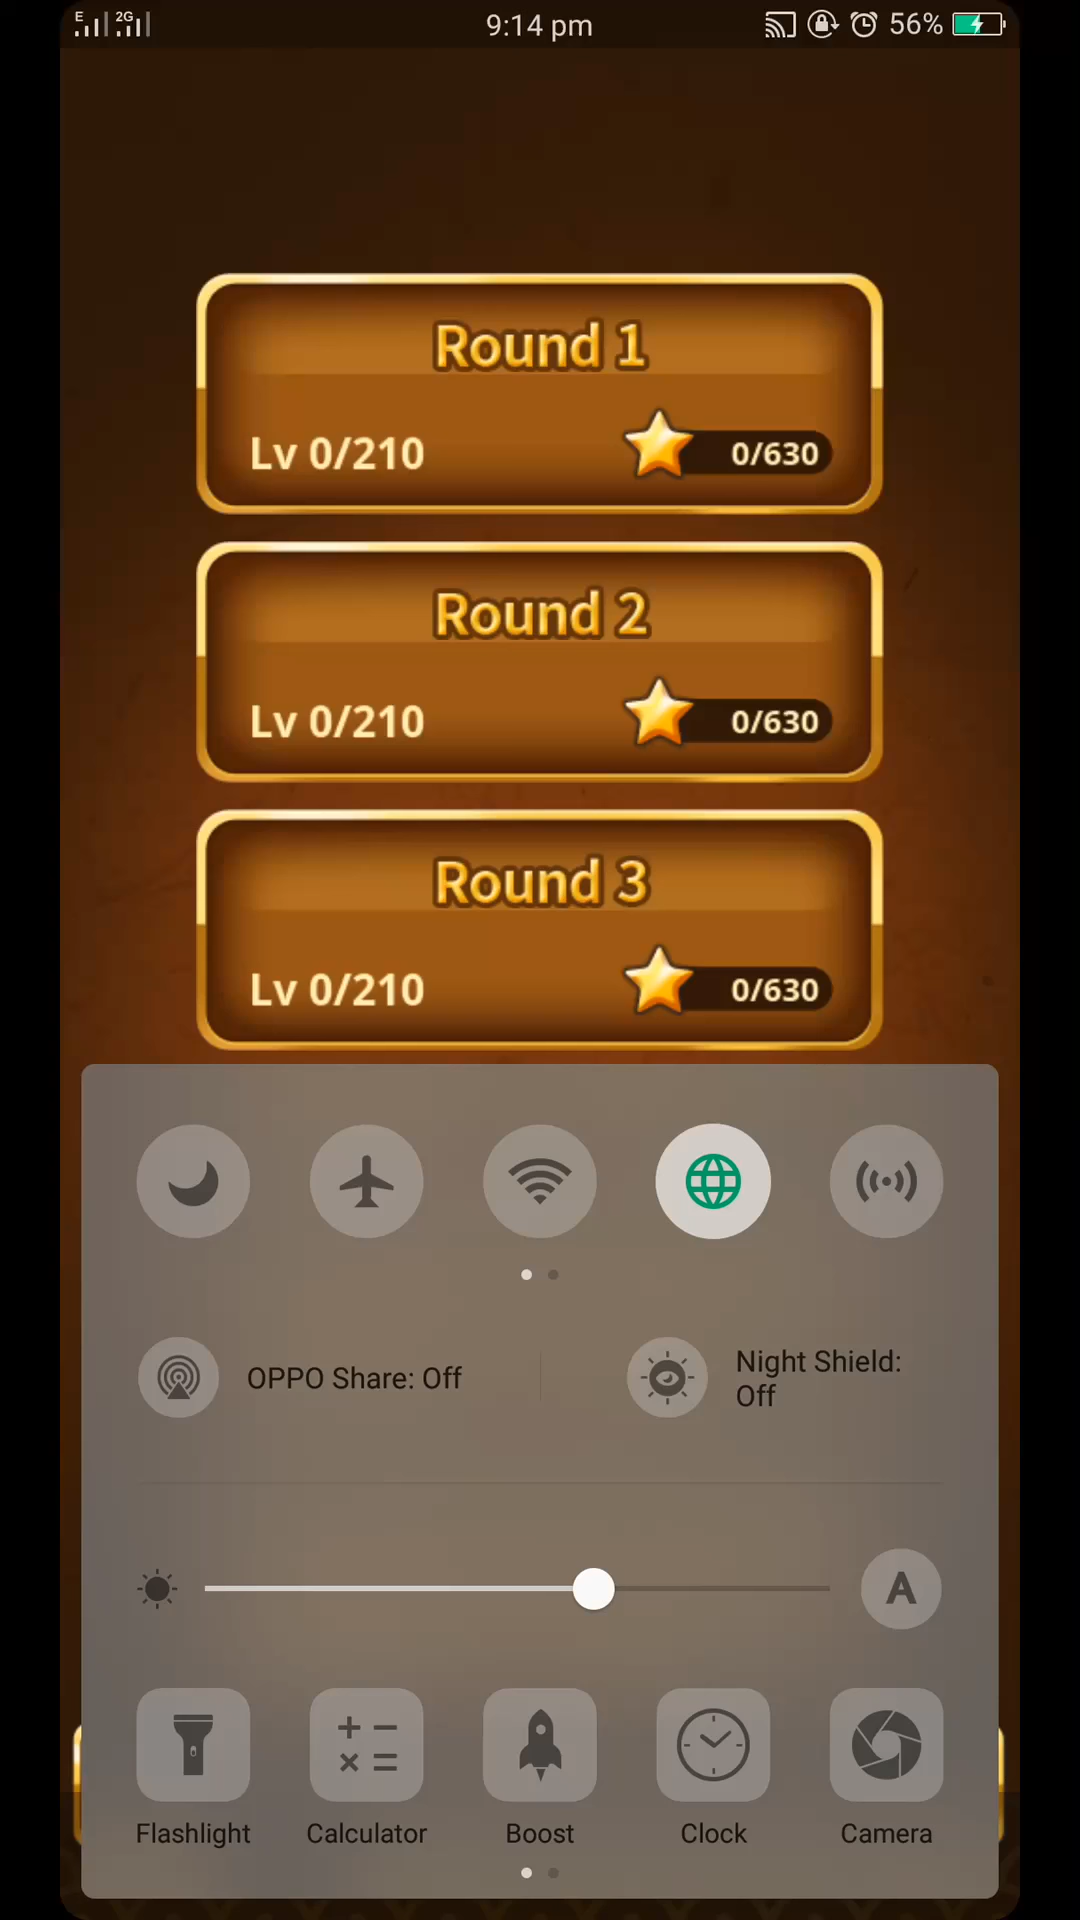 E 2G 9:14 pm 56%
Round 1
Lv 0/210 0/630
Round 2
Lv 0/210 0/630
Round 3
Lv 0/210 0/630
OPPO Share: Off
Night Shield:
Off
A
Flashlight Calculator Boost Clock Camera